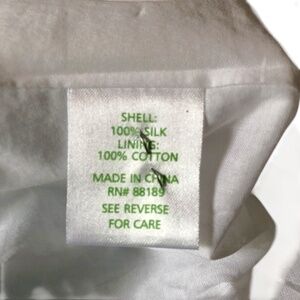 SHELL:
100% SILK
LINING:
100% COTTON
MADE IN CHINA
RN# 88189
SEE REVERSE
FOR CARE